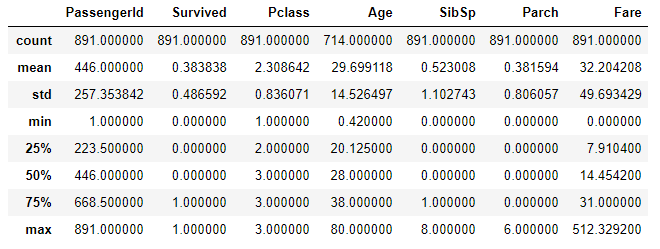 PassengerId Survived Pclass Age SibSp Parch Fare
count 891.000000 891.000000 891.000000 714.000000 891.000000 891.000000 891.000000
mean 446.000000 0.383838 2.308642 29.699118 0.523008 0.381594 32.204208
std 257.353842 0.486592 0.836071 14.526497 1.102743 0.806057 49.693429
min 1.000000 0.000000 1.000000 0.420000 0.000000 0.000000 0.000000
25% 223.500000 0.000000 2.000000 20.125000 0.000000 0.000000 7.910400
50% 446.000000 0.000000 3.000000 28.000000 0.000000 0.000000 14.454200
75% 668.500000 1.000000 3.000000 38.000000 1.000000 0.000000 31.000000
max 891.000000 1.000000 3.000000 80.000000 8.000000 6.000000 512.329200